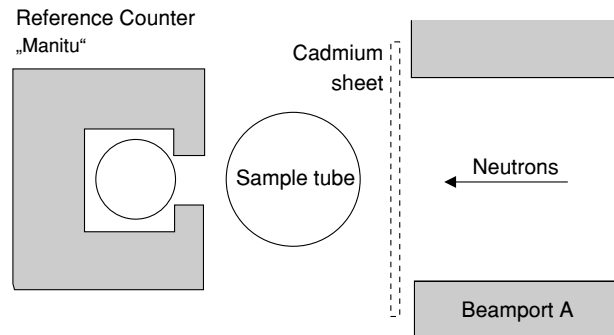 Reference Counter
„Manitu“
Cadmium
sheet
Sample tube
Neutrons
Beamport A